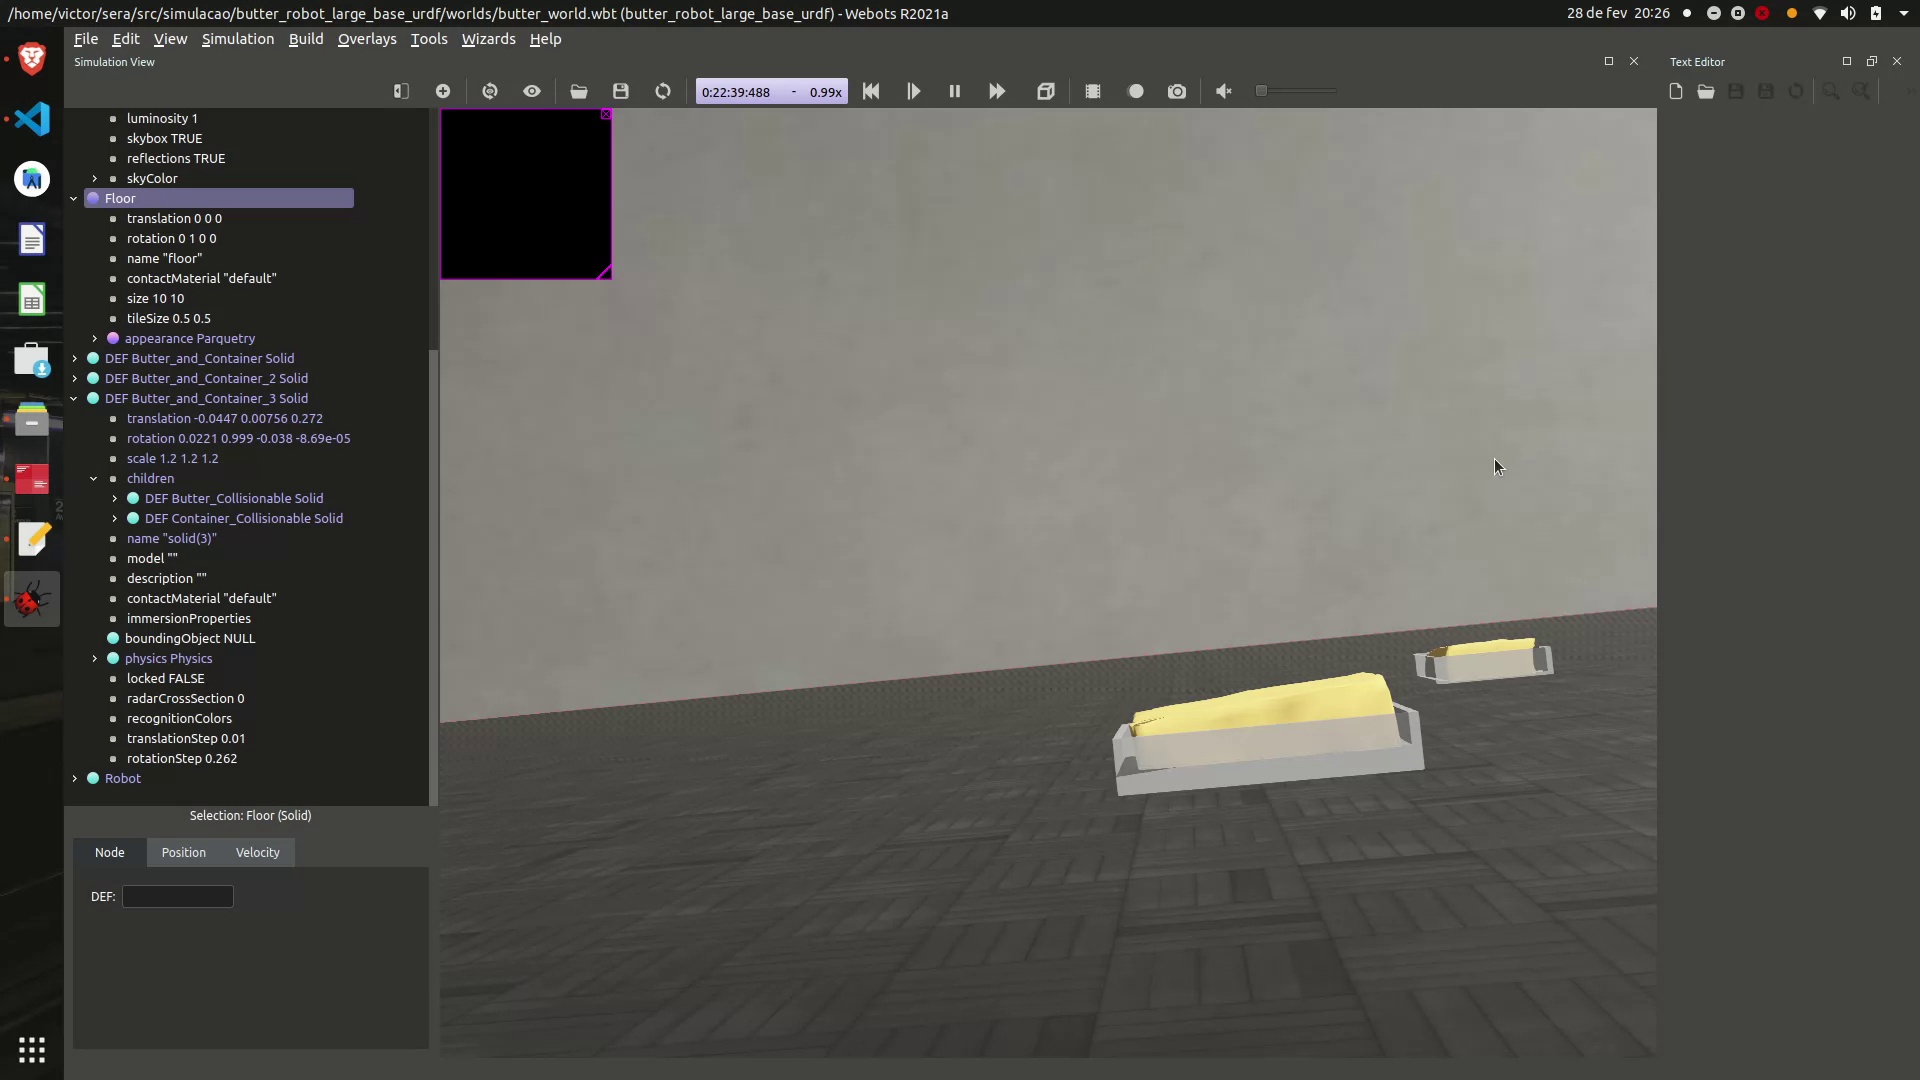 /home/victor/sera/src/simulacao/butter_robot_large_base_urdf/worlds/butter_world.wbt (butter_robot_large_base_urdf) - Webots R2021a
28 de fev 20:26
File Edit View Simulation Build Overlays Tools Wizards Help
Simulation View
Text Editor
0:22:39:488 - 0.99x
luminosity 1
skybox TRUE
reflections TRUE
skyColor
Floor
translation 0 0 0
rotation 0 1 0 0
name "floor"
contactMaterial "default"
size 10 10
tileSize 0.5 0.5
appearance Parquetry
DEF Butter_and_Container Solid
DEF Butter_and_Container_2 Solid
DEF Butter_and_Container_3 Solid
translation -0.0447 0.00756 0.272
rotation 0.0221 0.999 -0.038 -8.69e-05
scale 1.2 1.2 1.2
children
DEF Butter_Collisionable Solid
DEF Container_Collisionable Solid
name "solid(3)"
model ""
description ""
contactMaterial "default"
immersionProperties
boundingObject NULL
physics Physics
locked FALSE
radarCrossSection 0
recognitionColors
translationStep 0.01
rotationStep 0.262
Robot
Selection: Floor (Solid)
Node Position Velocity
DEF: